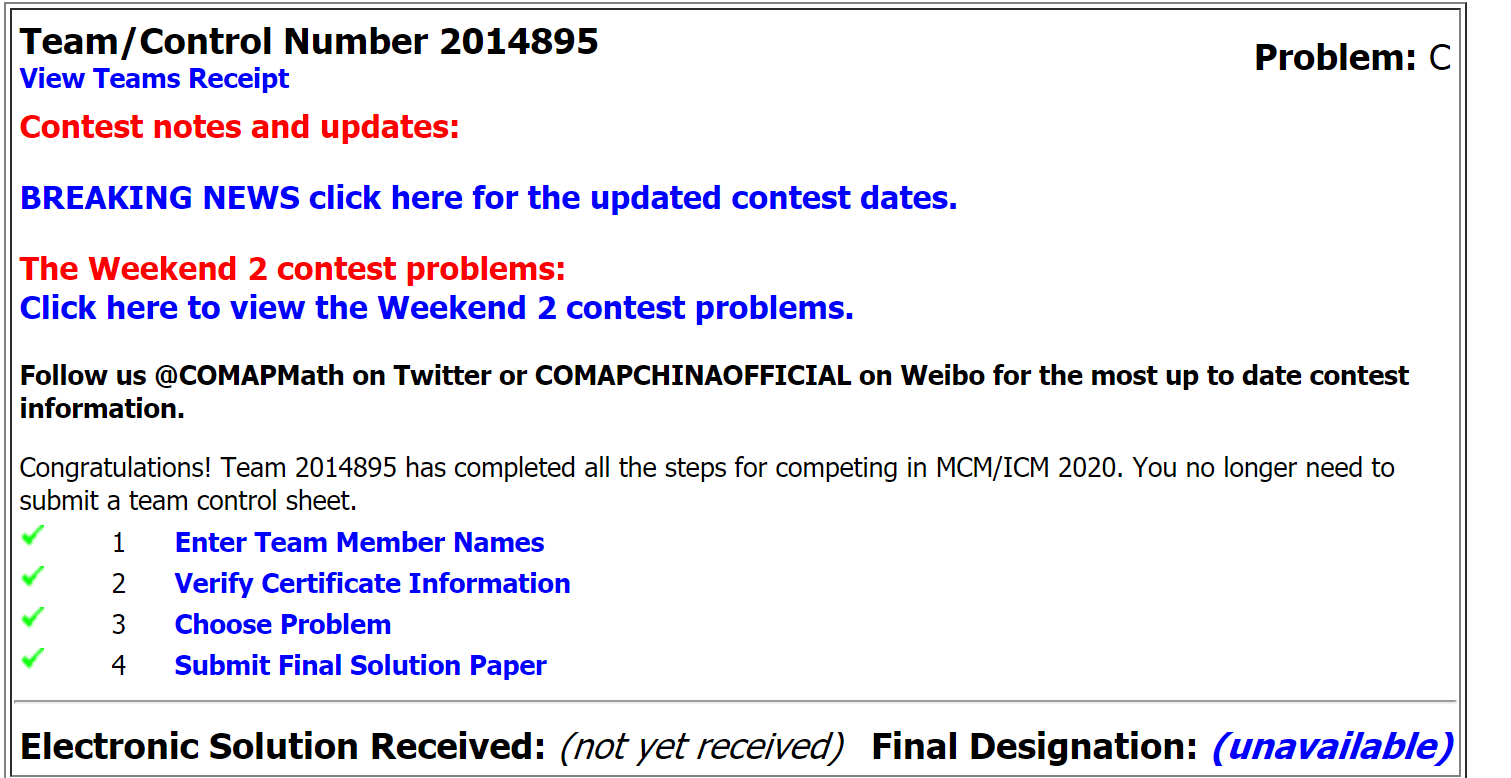 Team/Control Number 2014895
Problem: C
View Teams Receipt
Contest notes and updates:
BREAKING NEWS click here for the updated contest dates.
The Weekend 2 contest problems:
Click here to view the Weekend 2 contest problems.
Follow us @COMAPMath on Twitter or COMAPCHINAOFFICIAL on Weibo for the most up to date contest
information.
Congratulations! Team 2014895 has completed all the steps for competing in MCM/ICM 2020. You no longer need to
submit a team control sheet.
1 Enter Team Member Names
2 Verify Certificate Information
3 Choose Problem
4 Submit Final Solution Paper
Electronic Solution Received: (not yet received) Final Designation: (unavailable)